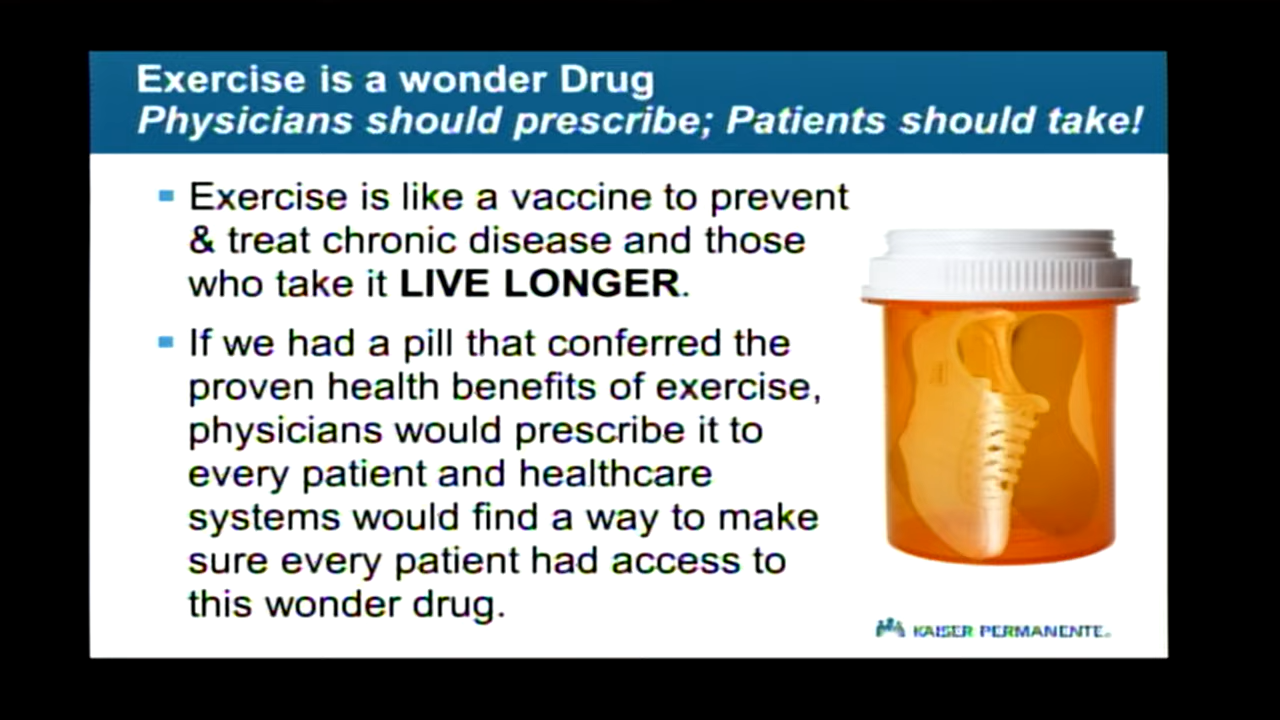 Exercise is a wonder Drug
Physicians should prescribe; Patients should take!
Exercise is like a vaccine to prevent
& treat chronic disease and those
who take it LIVE LONGER.
If we had a pill that conferred the
proven health benefits of exercise,
physicians would prescribe it to
every patient and healthcare
systems would find a way to make
sure every patient had access to
this wonder drug.
KAISER PERMANENTE®